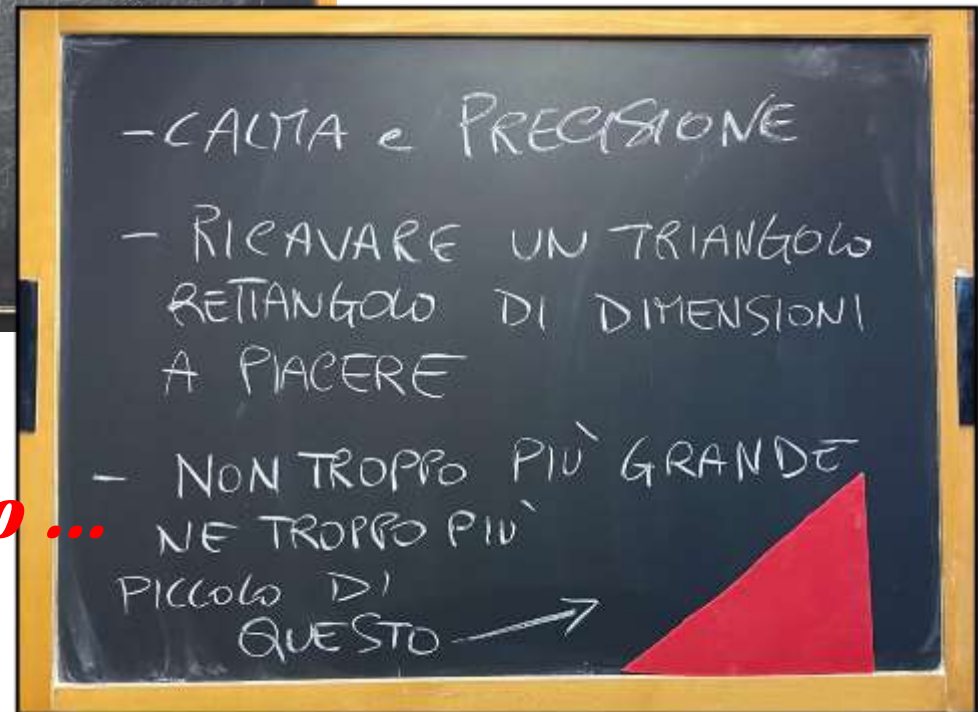 - CALMA e PRECISIONE
- RICAVARE UN TRIANGOLO
RETTANGOLO DI DIMENSIONI
A PIACERE
- NON TROPPO PIÙ GRANDE
NE TROPPO PIÙ
PICCOLO DI
QUESTO
...